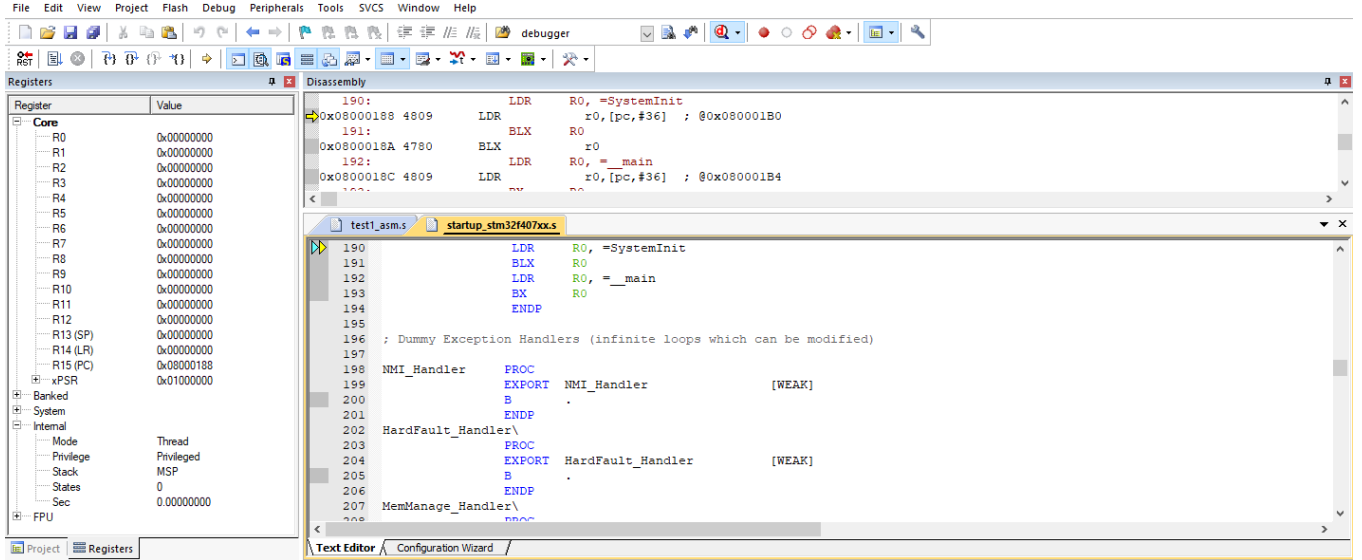 File Edit View Project Flash Debug Peripherals Tools SVCS Window Help
debugger
RST
Registers
Register Value
Core
R0 0x00000000
R1 0x00000000
R2 0x00000000
R3 0x00000000
R4 0x00000000
R5 0x00000000
R6 0x00000000
R7 0x00000000
R8 0x00000000
R9 0x00000000
R10 0x00000000
R11 0x00000000
R12 0x00000000
R13 (SP) 0x00000000
R14 (LR) 0x00000000
R15 (PC) 0x08000188
xPSR 0x01000000
Banked
System
Internal
Mode Thread
Privilege Privileged
Stack MSP
States 0
Sec 0.00000000
FPU
Project Registers
Disassembly
190: LDR R0, =SystemInit
0x08000188 4809 LDR r0,[pc,#36] ; @0x080001B0
191: BLX R0
0x0800018A 4780 BLX r0
192: LDR R0, =__main
0x0800018C 4809 LDR r0,[pc,#36] ; @0x080001B4
193: BX R0
test1_asm.s startup_stm32f407xx.s
190 LDR R0, =SystemInit
191 BLX R0
192 LDR R0, =__main
193 BX R0
194 ENDP
195
196 ; Dummy Exception Handlers (infinite loops which can be modified)
197
198 NMI_Handler PROC
199 EXPORT NMI_Handler [WEAK]
200 B .
201 ENDP
202 HardFault_Handler\
203 PROC
204 EXPORT HardFault_Handler [WEAK]
205 B .
206 ENDP
207 MemManage_Handler\
208 PROC
Text Editor Configuration Wizard